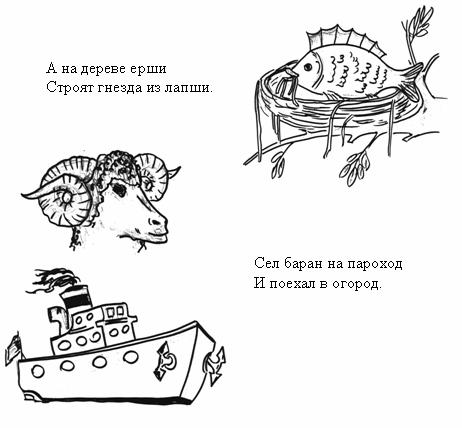 А на дереве ерши
Строят гнезда из лапши.
Сел баран на пароход
И поехал в огород.